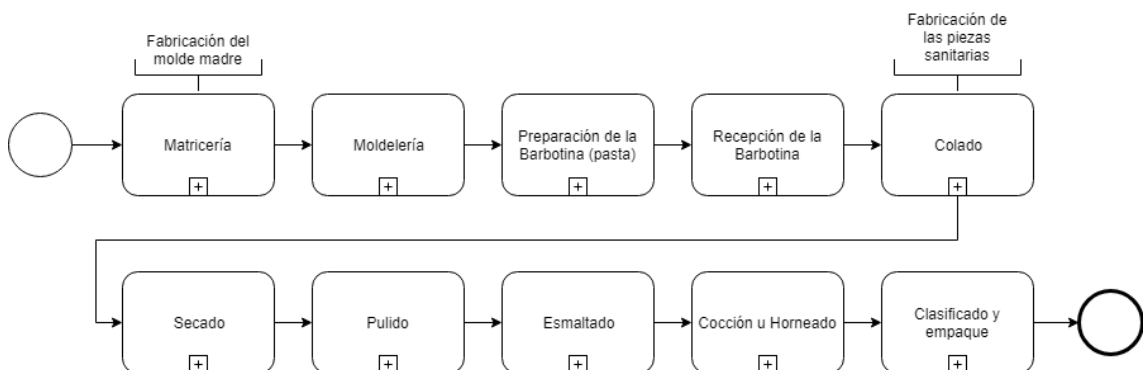 Fabricación del
molde madre
Fabricación de
las piezas
sanitarias
Matricería
Moldelería
Preparación de la
Barbotina (pasta)
Recepción de la
Barbotina
Colado
Secado
Pulido
Esmaltado
Cocción u Horneado
Clasificado y
empaque